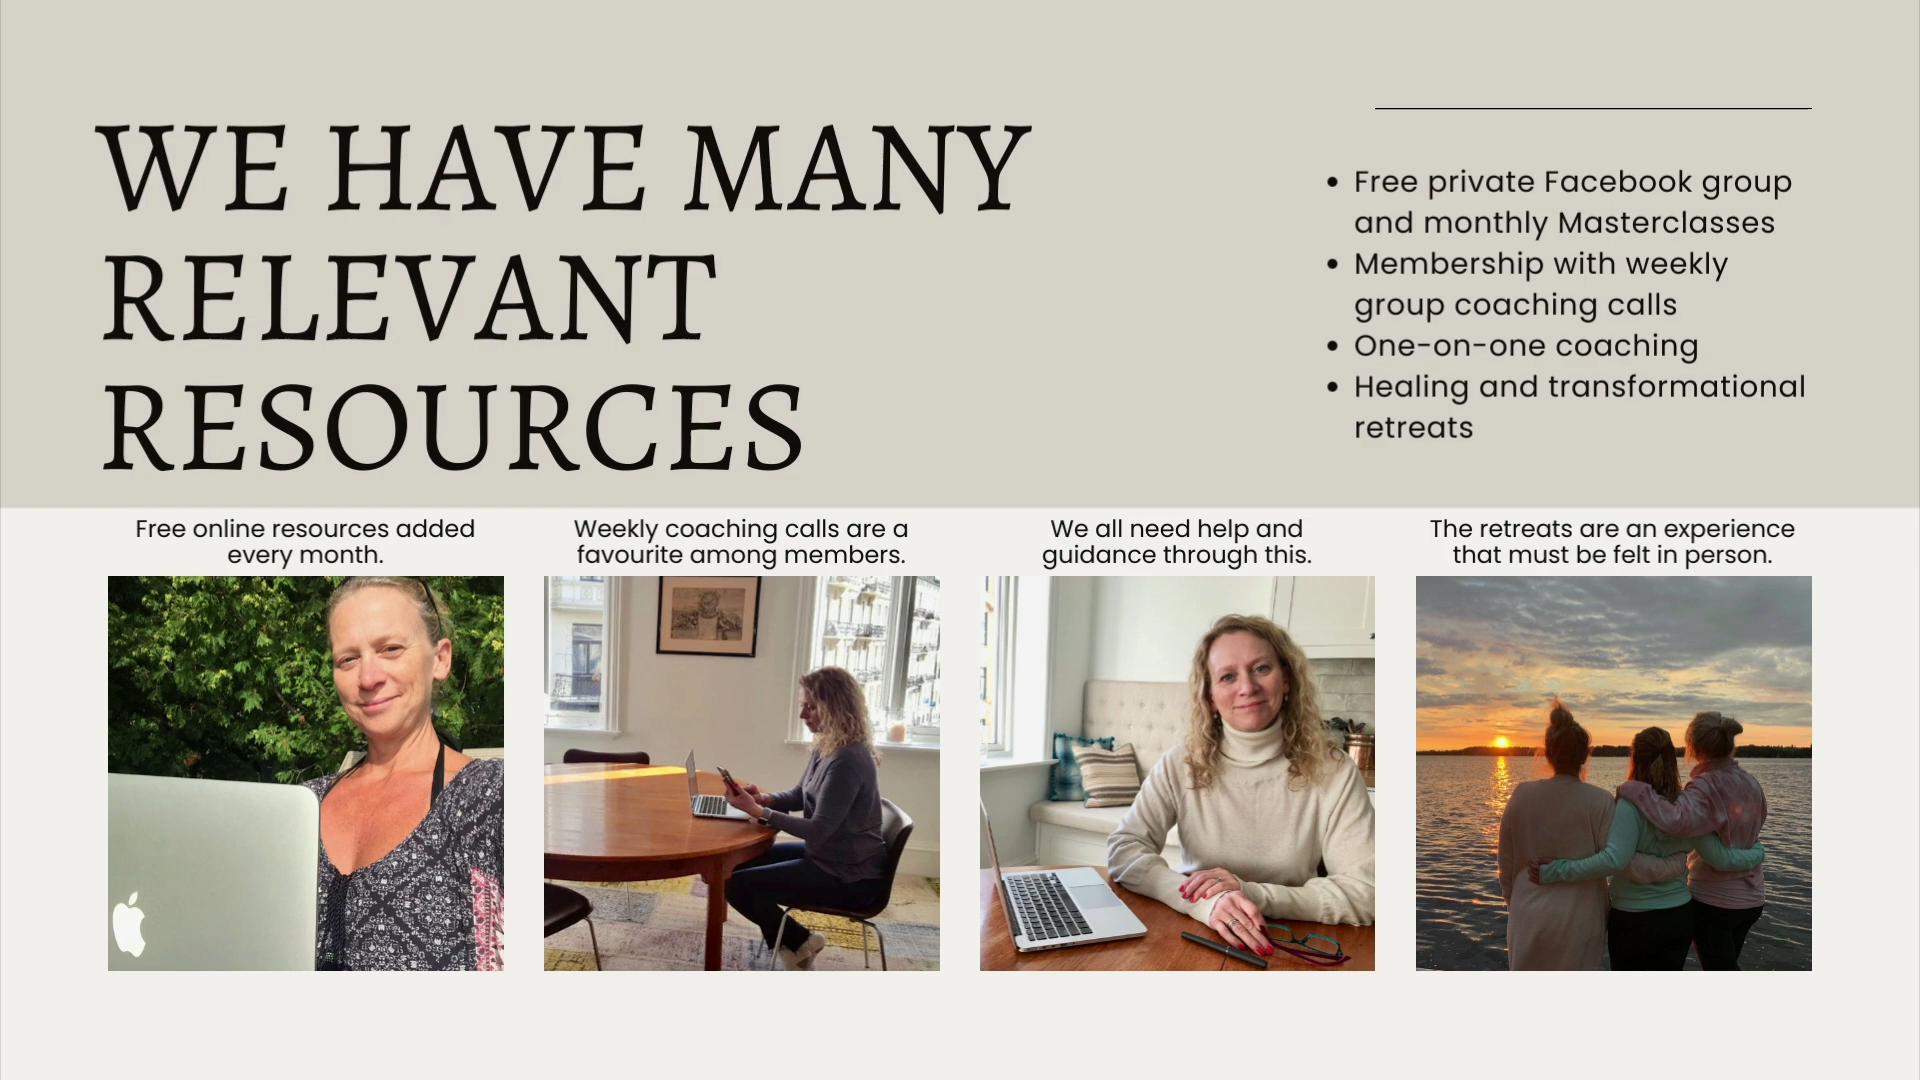 WE HAVE MANY
RELEVANT
RESOURCES
• Free private Facebook group
and monthly Masterclasses
• Membership with weekly
group coaching calls
• One-on-one coaching
• Healing and transformational
retreats
Free online resources added
every month.
Weekly coaching calls are a
favourite among members.
We all need help and
guidance through this.
The retreats are an experience
that must be felt in person.